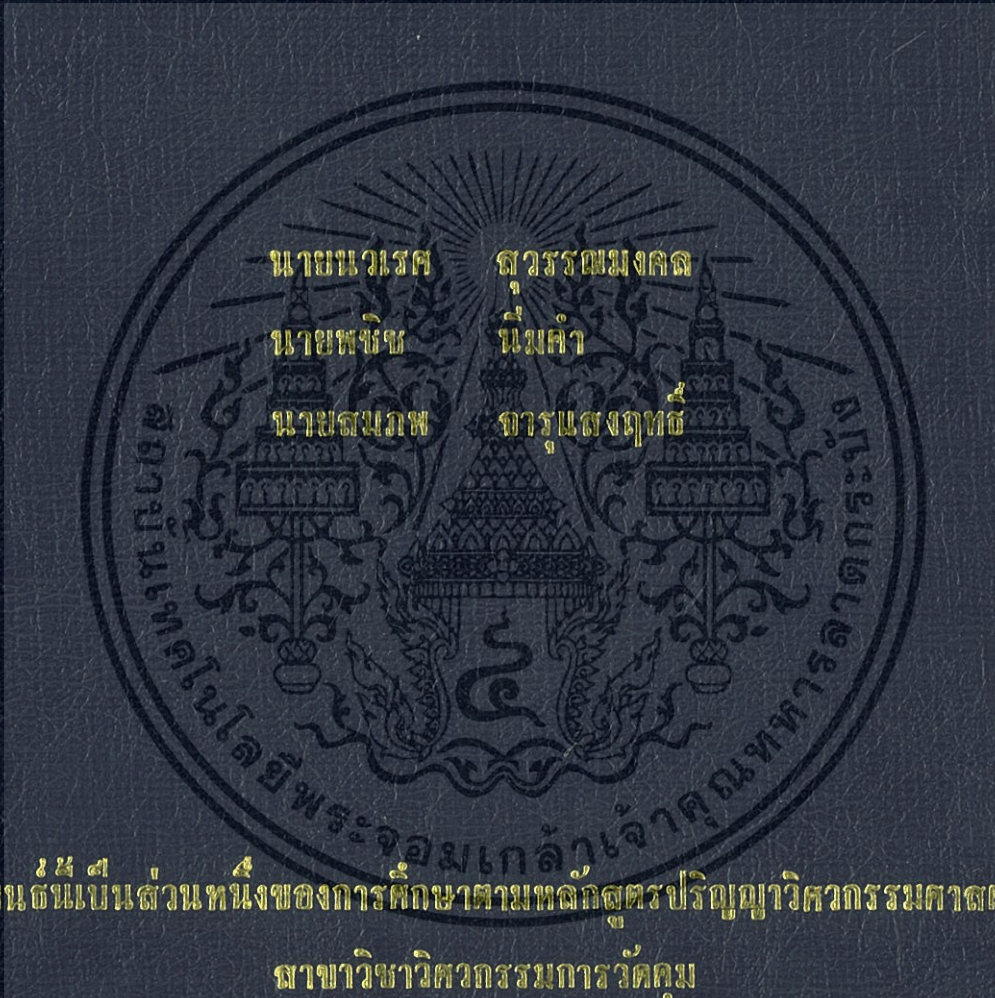 นายนวเรศ สุวรรณมงคล
นายพชิช นิ่มคำ
นายสมภพ จารุแสงฤทธิ์
สถาบันเทคโนโลยีพระจอมเกล้าเจ้าคุณทหารลาดกระบัง
นธ์นี้เป็นส่วนหนึ่งของการศึกษาตามหลักสูตรปริญญาวิศวกรรมศาสต
สาขาวิชาวิศวกรรมการวัดคุม